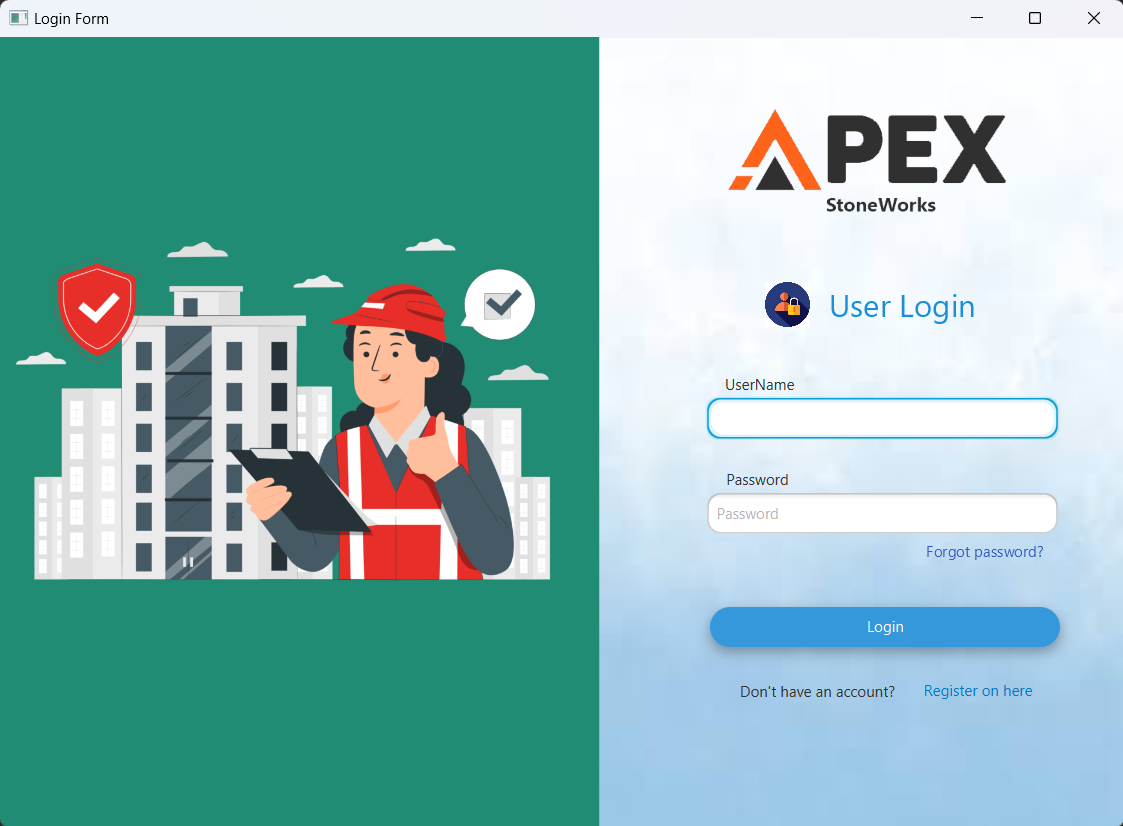 Login Form
APEX
StoneWorks
User Login
UserName
Password
Password
Forgot password?
Login
Don't have an account? Register on here